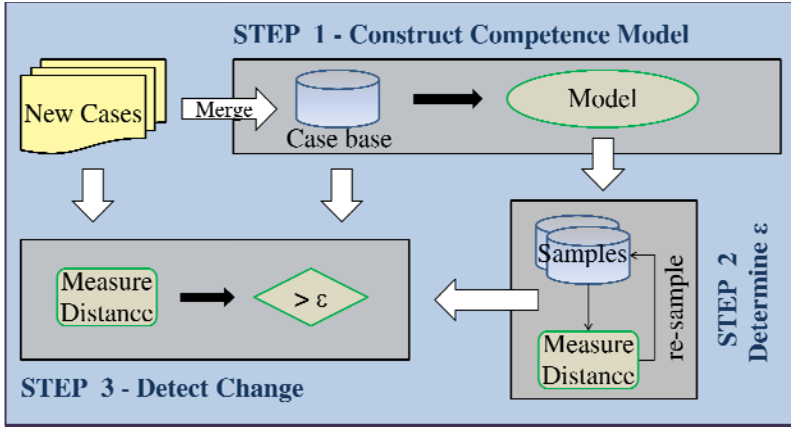 STEP 1 - Construct Competence Model
New Cases
Merge
Case base
Model
Samples
re-sample
Measure
Distance
STEP 2
Determine ε
Measure
Distance
> ε
STEP 3 - Detect Change